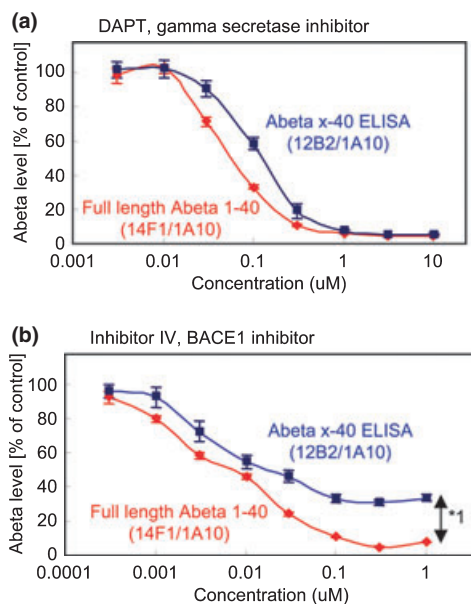 (a)
DAPT, gamma secretase inhibitor
Abeta level [% of control]
100
80
60
40
20
0
Abeta x-40 ELISA
(12B2/1A10)
Full length Abeta 1-40
(14F1/1A10)
0.001 0.01 0.1 1 10
Concentration (uM)
(b)
Inhibitor IV, BACE1 inhibitor
Abeta level [% of control]
100
80
60
40
20
0
Abeta x-40 ELISA
(12B2/1A10)
*1
Full length Abeta 1-40
(14F1/1A10)
0.0001 0.001 0.01 0.1 1
Concentration (uM)